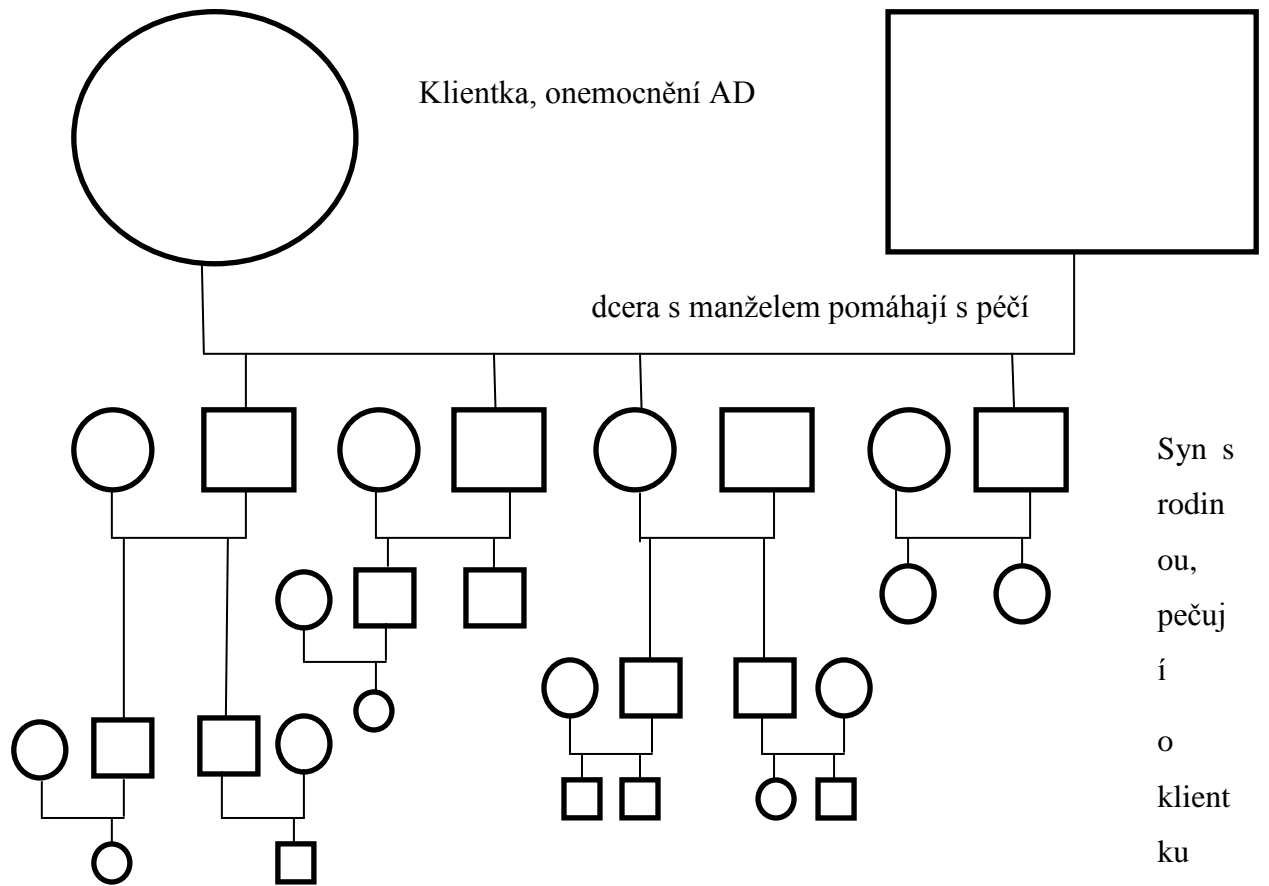 Klientka, onemocnění AD
dcera s manželem pomáhají s péčí
Syn s
rodin
ou,
pečuj
í
o
klient
ku